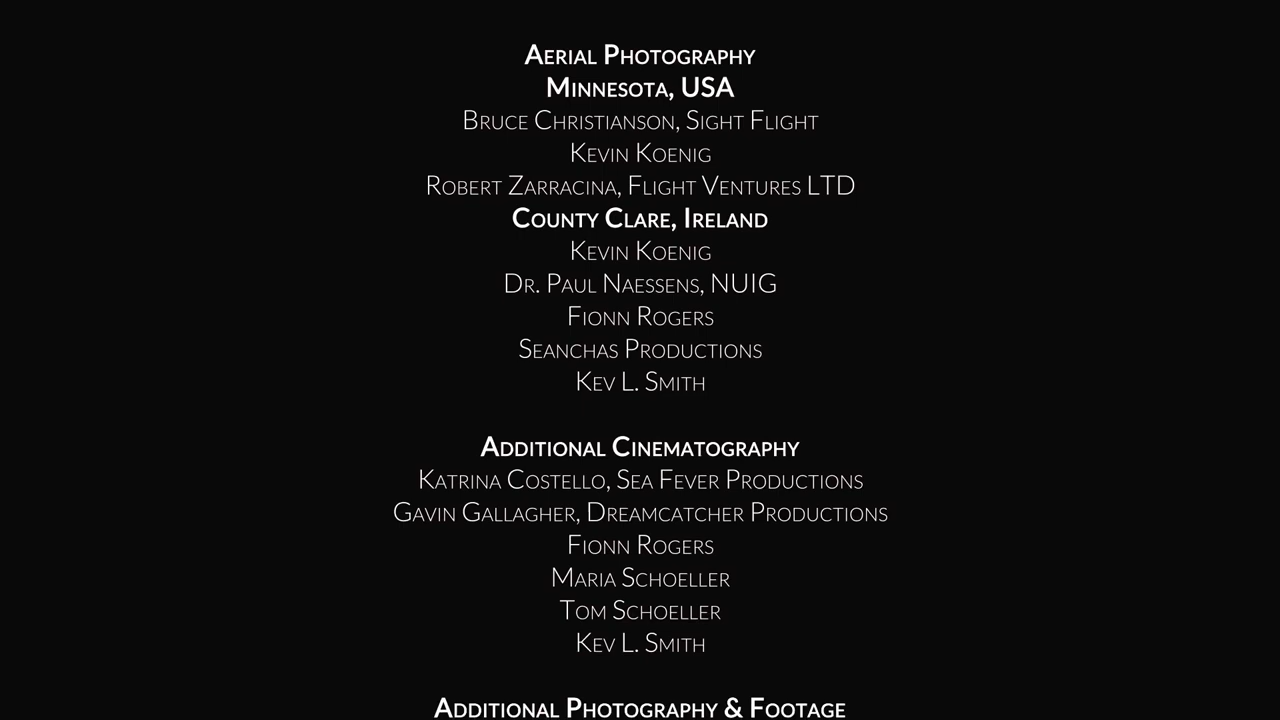 Aerial Photography
Minnesota, USA
Bruce Christianson, Sight Flight
Kevin Koenig
Robert Zarracina, Flight Ventures LTD
County Clare, Ireland
Kevin Koenig
Dr. Paul Naessens, NUIG
Fionn Rogers
Seanchas Productions
Kev L. Smith
Additional Cinematography
Katrina Costello, Sea Fever Productions
Gavin Gallagher, Dreamcatcher Productions
Fionn Rogers
Maria Schoeller
Tom Schoeller
Kev L. Smith
Additional Photography & Footage